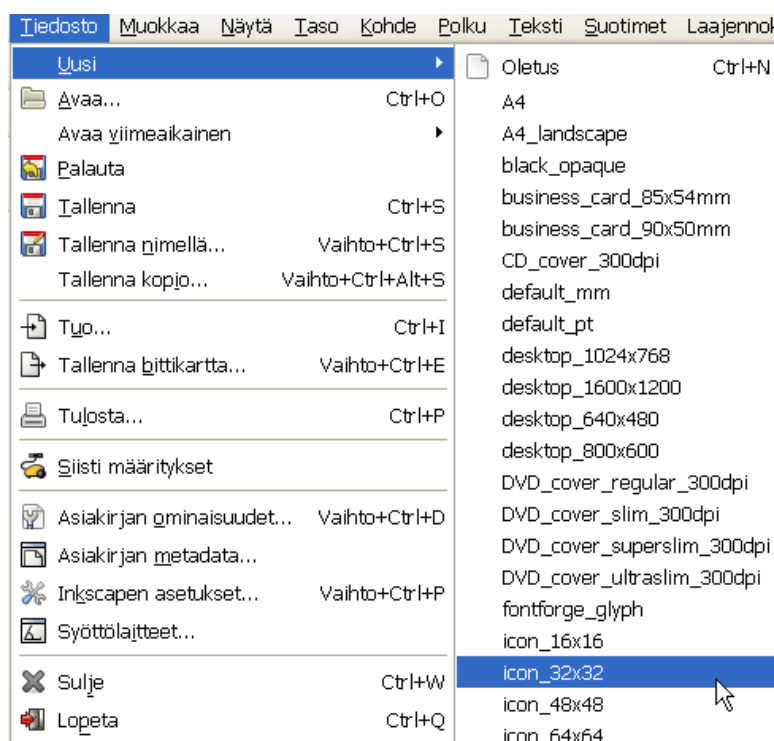 Tiedosto Muokkaa Näytä Taso Kohde Polku Teksti Suotimet Laajennok
Uusi
Avaa... Ctrl+O
Avaa viimeaikainen
Palauta
Tallenna Ctrl+S
Tallenna nimellä... Vaihto+Ctrl+S
Tallenna kopio... Vaihto+Ctrl+Alt+S
Tuo... Ctrl+I
Tallenna bittikartta... Vaihto+Ctrl+E
Tulosta... Ctrl+P
Siisti määritykset
Asiakirjan ominaisuudet... Vaihto+Ctrl+D
Asiakirjan metadata...
Inkscapen asetukset... Vaihto+Ctrl+P
Syöttölaitteet...
Sulje Ctrl+W
Lopeta Ctrl+Q
Oletus Ctrl+N
A4
A4_landscape
black_opaque
business_card_85x54mm
business_card_90x50mm
CD_cover_300dpi
default_mm
default_pt
desktop_1024x768
desktop_1600x1200
desktop_640x480
desktop_800x600
DVD_cover_regular_300dpi
DVD_cover_slim_300dpi
DVD_cover_superslim_300dpi
DVD_cover_ultraslim_300dpi
fontforge_glyph
icon_16x16
icon_32x32
icon_48x48
icon_64x64